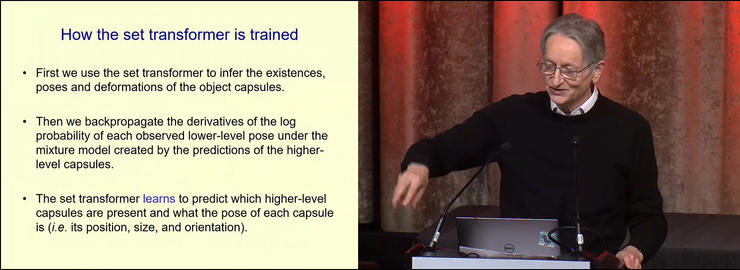 How the set transformer is trained
• First we use the set transformer to infer the existences,
poses and deformations of the object capsules.
• Then we backpropagate the derivatives of the log
probability of each observed lower-level pose under the
mixture model created by the predictions of the higher-
level capsules.
• The set transformer learns to predict which higher-level
capsules are present and what the pose of each capsule
is (i.e. its position, size, and orientation).
DELL